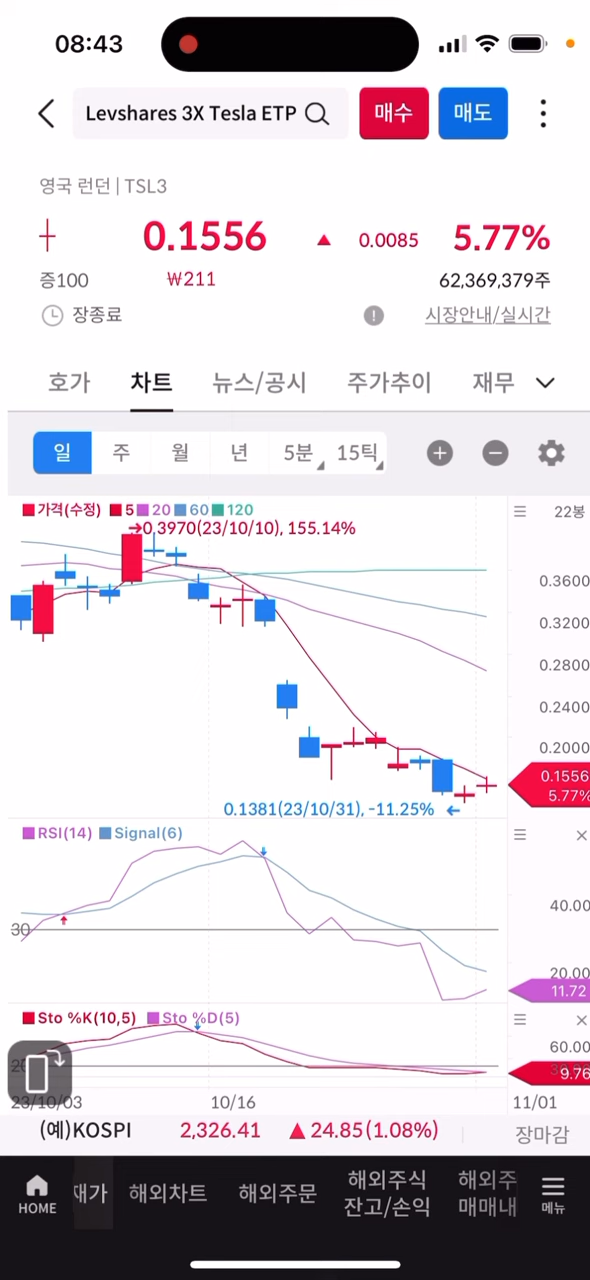 08:43
Levshares 3X Tesla ETP
매수
매도
영국 런던 | TSL3
0.1556 ▲ 0.0085 5.77%
증100 ₩211 62,369,379주
장종료 시장안내/실시간
호가 차트 뉴스/공시 주가추이 재무
일 주 월 년 5분 15틱
가격(수정) 5 20 60 120 22봉
→0.3970(23/10/10), 155.14%
0.3600
0.3200
0.2800
0.2400
0.2000
0.1556
5.77%
0.1381(23/10/31), -11.25% ←
RSI(14) Signal(6)
40.00
30
20.00
11.72
Sto %K(10,5) Sto %D(5)
60.00
9.76
23/10/03 10/16 11/01
(예)KOSPI 2,326.41 ▲ 24.85(1.08%) 장마감
HOME
재가
해외차트
해외주문
해외주식
잔고/손익
해외주
매매내
메뉴